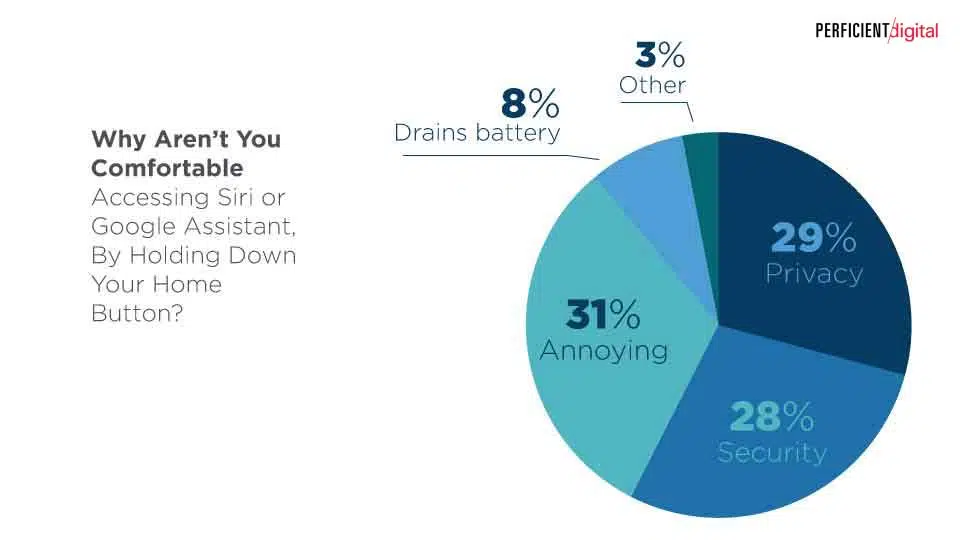 PERFICIENT/digital
Why Aren't You
Comfortable
Accessing Siri or
Google Assistant,
By Holding Down
Your Home
Button?
3%
Other
8%
Drains battery
29%
Privacy
31%
Annoying
28%
Security